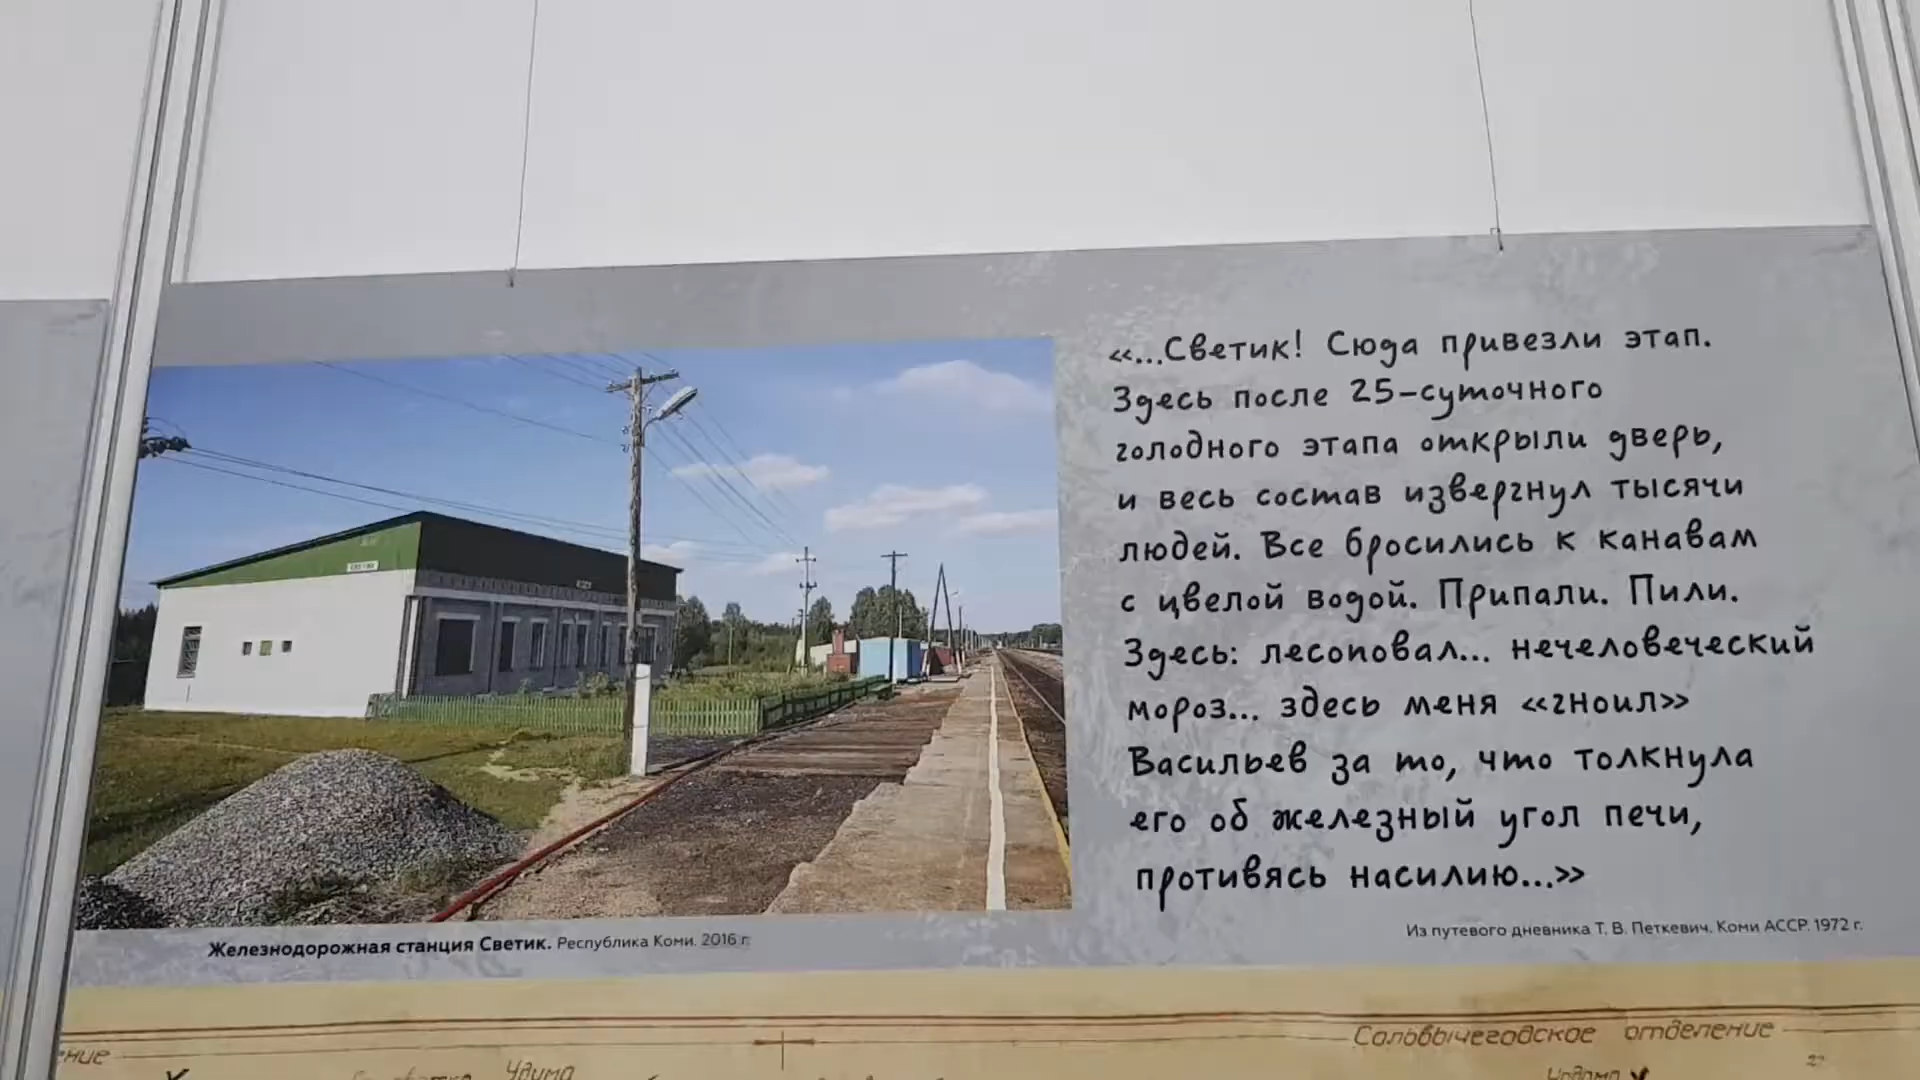 «...Светик! Сюда привезли этап.
Здесь после 25-суточного
голодного этапа открыли дверь,
и весь состав извергнул тысячи
людей. Все бросились к канавам
с цвелой водой. Припали. Пили.
Здесь: лесоповал... нечеловеческий
мороз... здесь меня «гноил»
Васильев за то, что толкнула
его об железный угол печи,
противясь насилию...»
Из путевого дневника Т. В. Петкевич. Коми АССР. 1972 г.
Железнодорожная станция Светик. Республика Коми. 2016 г.
Сольвычегодское отделение
Удима